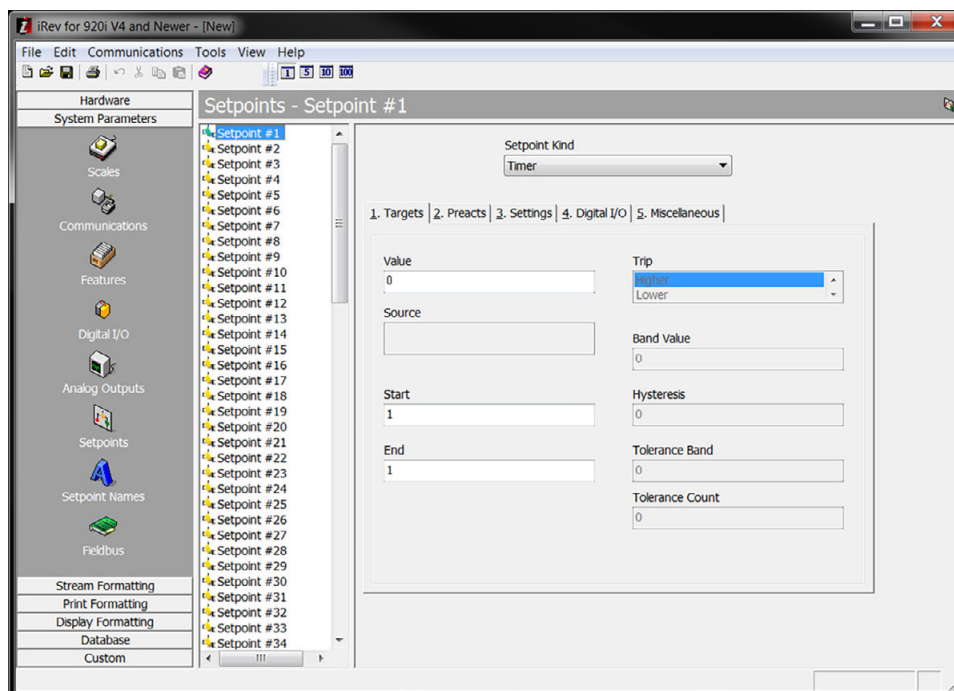 iRev for 920i V4 and Newer - [New]
File Edit Communications Tools View Help
1 5 10 100
Hardware
System Parameters
Scales
Communications
Features
Digital I/O
Analog Outputs
Setpoints
Setpoint Names
Fieldbus
Stream Formatting
Print Formatting
Display Formatting
Database
Custom
Setpoints - Setpoint #1
Setpoint #1
Setpoint #2
Setpoint #3
Setpoint #4
Setpoint #5
Setpoint #6
Setpoint #7
Setpoint #8
Setpoint #9
Setpoint #10
Setpoint #11
Setpoint #12
Setpoint #13
Setpoint #14
Setpoint #15
Setpoint #16
Setpoint #17
Setpoint #18
Setpoint #19
Setpoint #20
Setpoint #21
Setpoint #22
Setpoint #23
Setpoint #24
Setpoint #25
Setpoint #26
Setpoint #27
Setpoint #28
Setpoint #29
Setpoint #30
Setpoint #31
Setpoint #32
Setpoint #33
Setpoint #34
Setpoint Kind
Timer
1. Targets 2. Preacts 3. Settings 4. Digital I/O 5. Miscellaneous
Value
0
Source
Start
1
End
1
Trip
Higher
Lower
Band Value
0
Hysteresis
0
Tolerance Band
0
Tolerance Count
0